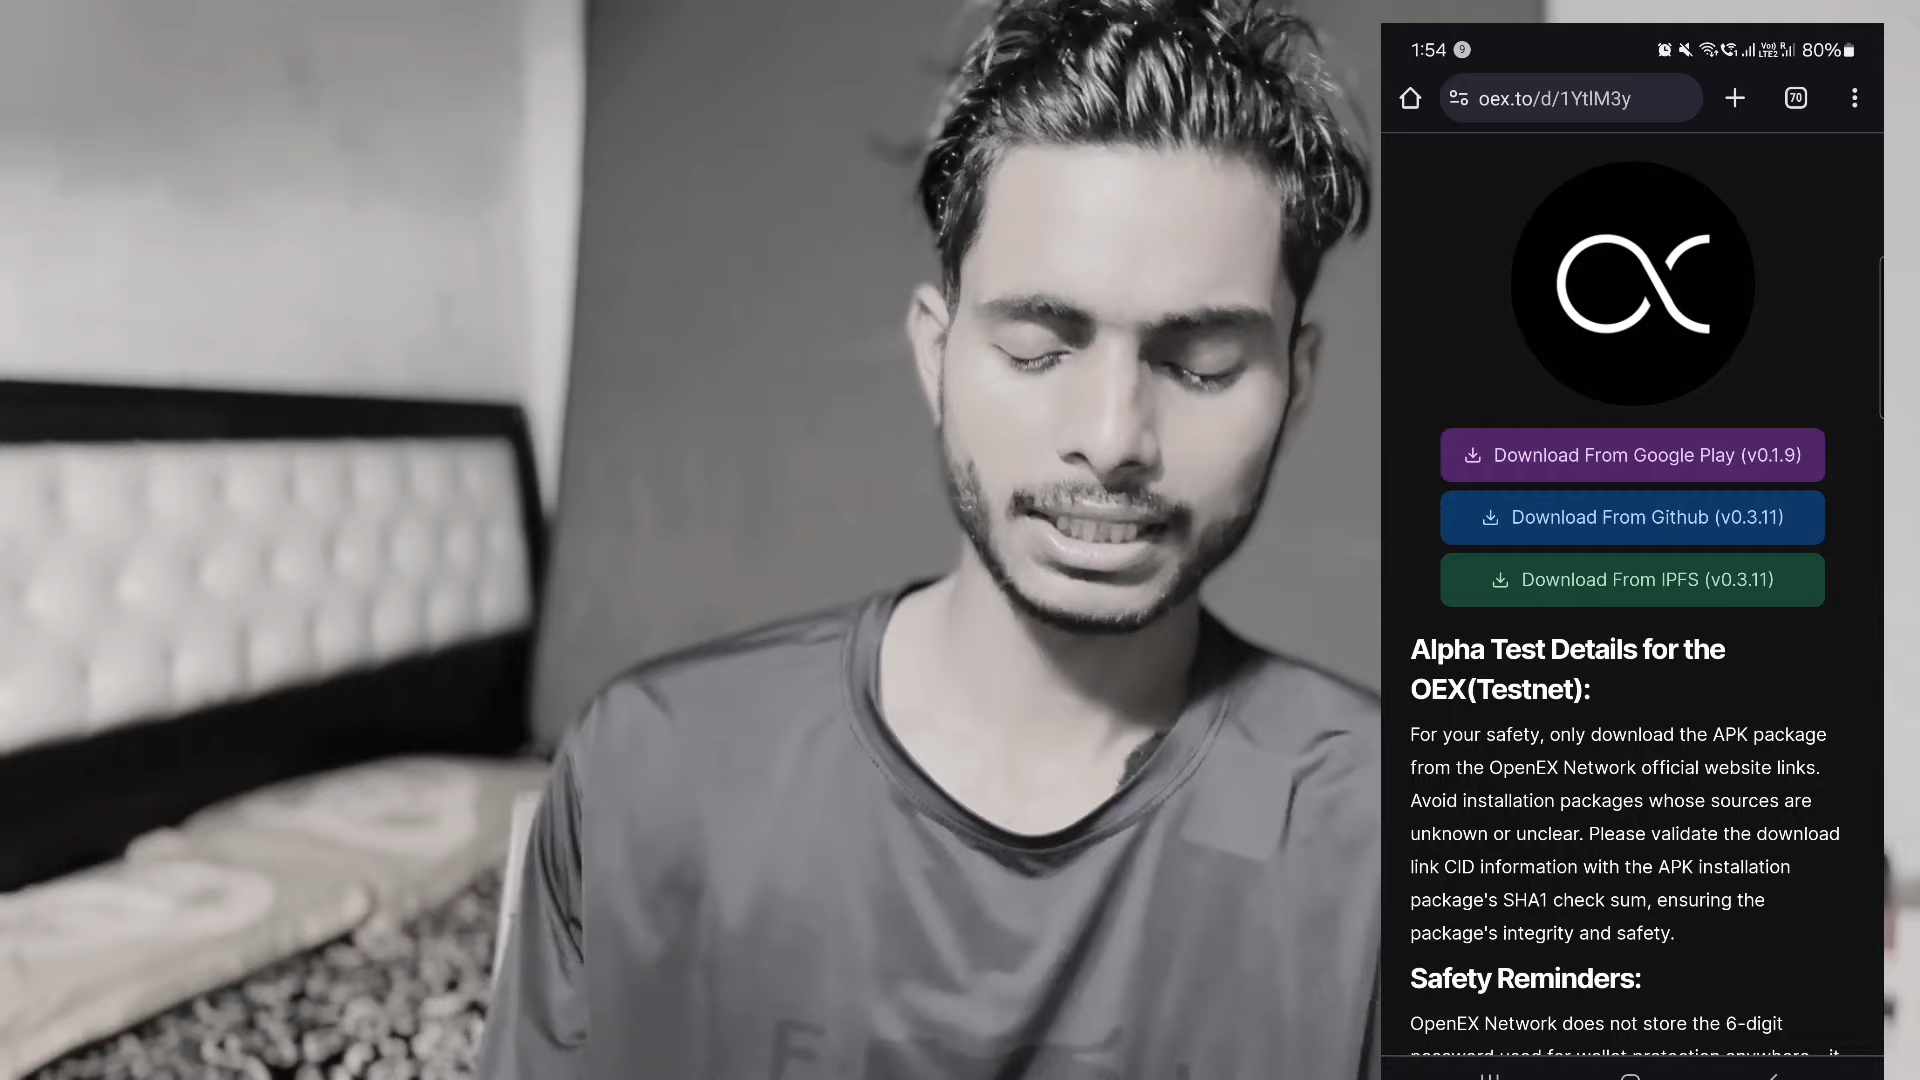 1:54 9 80%
oex.to/d/1YtlM3y 70
Download From Google Play (v0.1.9)
Download From Github (v0.3.11)
Download From IPFS (v0.3.11)
Alpha Test Details for the
OEX(Testnet):
For your safety, only download the APK package
from the OpenEX Network official website links.
Avoid installation packages whose sources are
unknown or unclear. Please validate the download
link CID information with the APK installation
package's SHA1 check sum, ensuring the
package's integrity and safety.
Safety Reminders:
OpenEX Network does not store the 6-digit